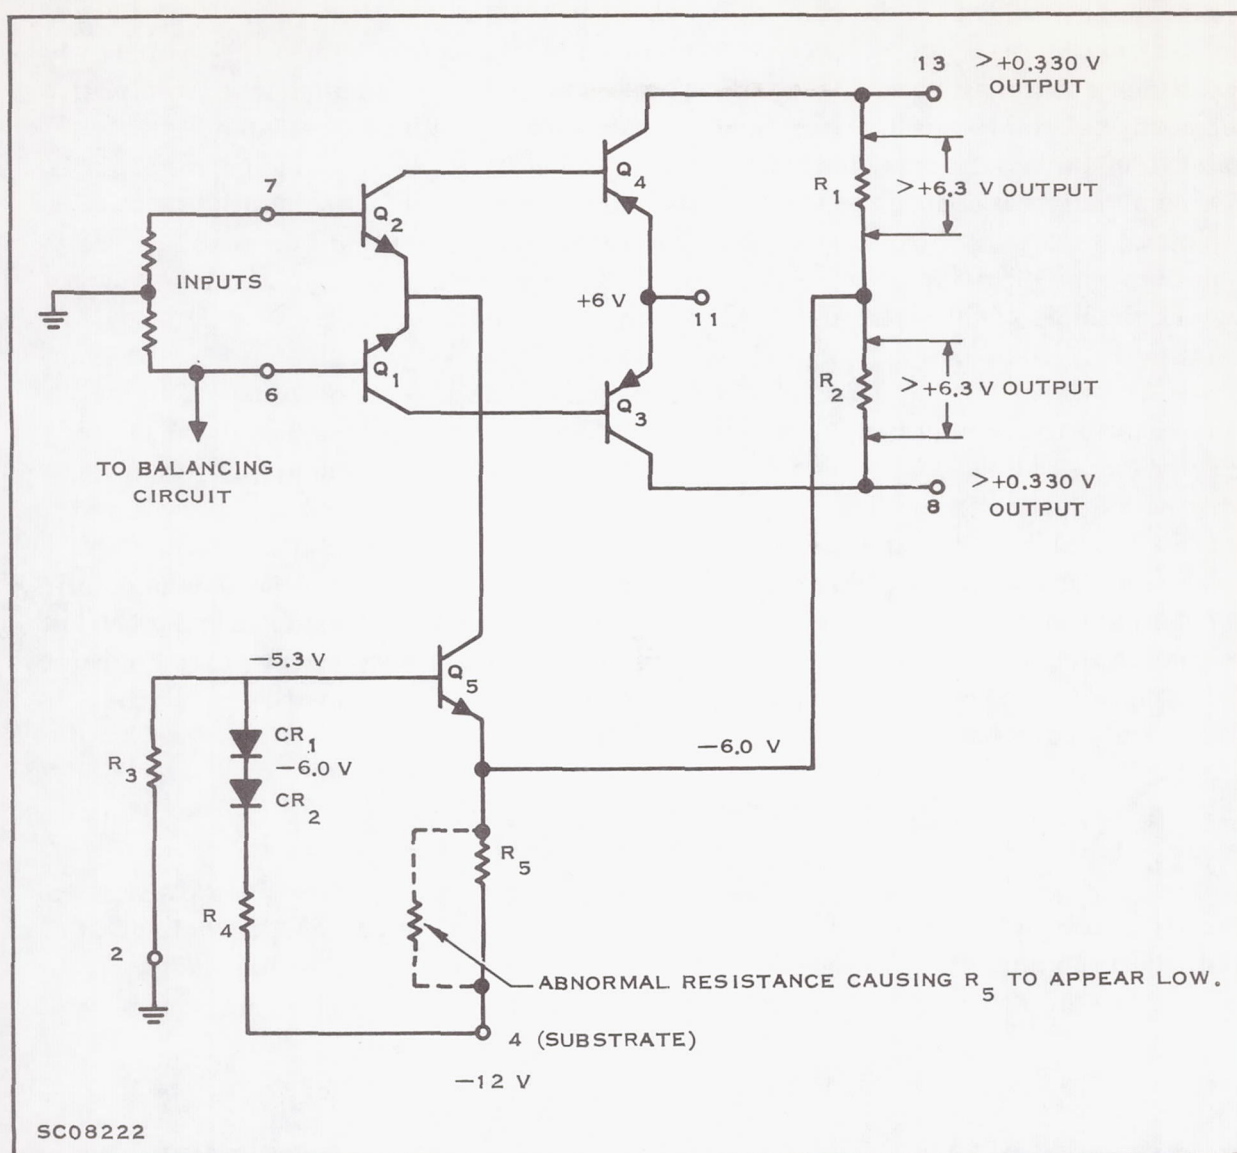 13 >+0.330 V
OUTPUT
Q4
R1
>+6.3 V OUTPUT
7
Q2
INPUTS
+6 V
11
Q1
6
Q3
R2
>+6.3 V OUTPUT
TO BALANCING
CIRCUIT
>+0.330 V
8 OUTPUT
−5.3 V
Q5
R3
CR1
−6.0 V
CR2
−6.0 V
R5
R4
2
ABNORMAL RESISTANCE CAUSING R5 TO APPEAR LOW.
4 (SUBSTRATE)
−12 V
SC08222